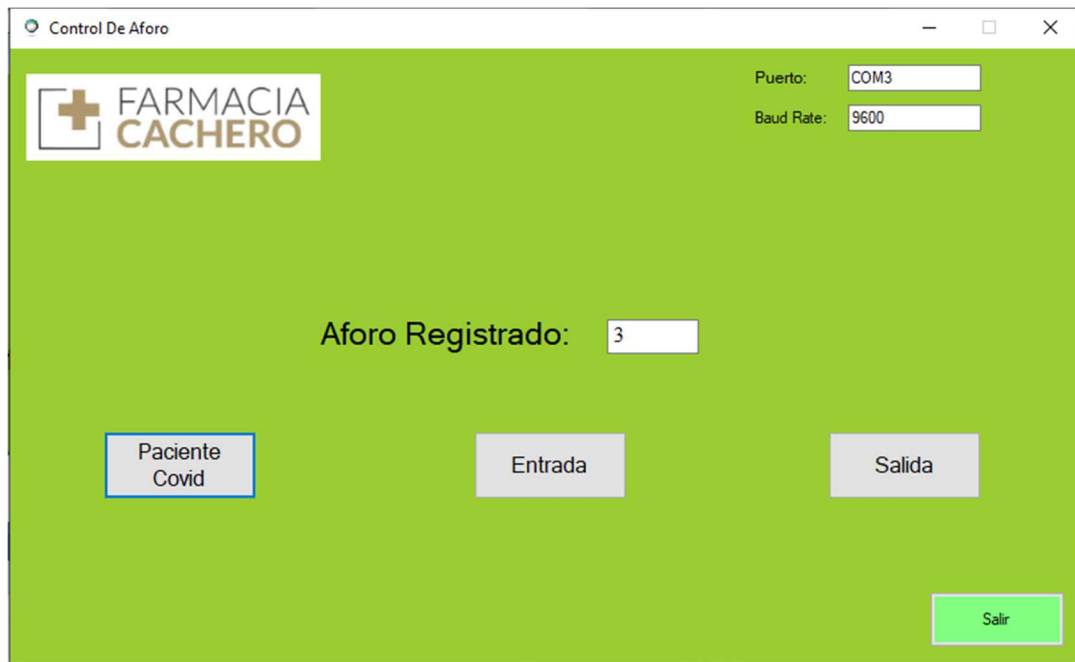 Control De Aforo
FARMACIA
CACHERO
Puerto:
COM3
Baud Rate:
9600
Aforo Registrado:
3
Paciente
Covid
Entrada
Salida
Salir